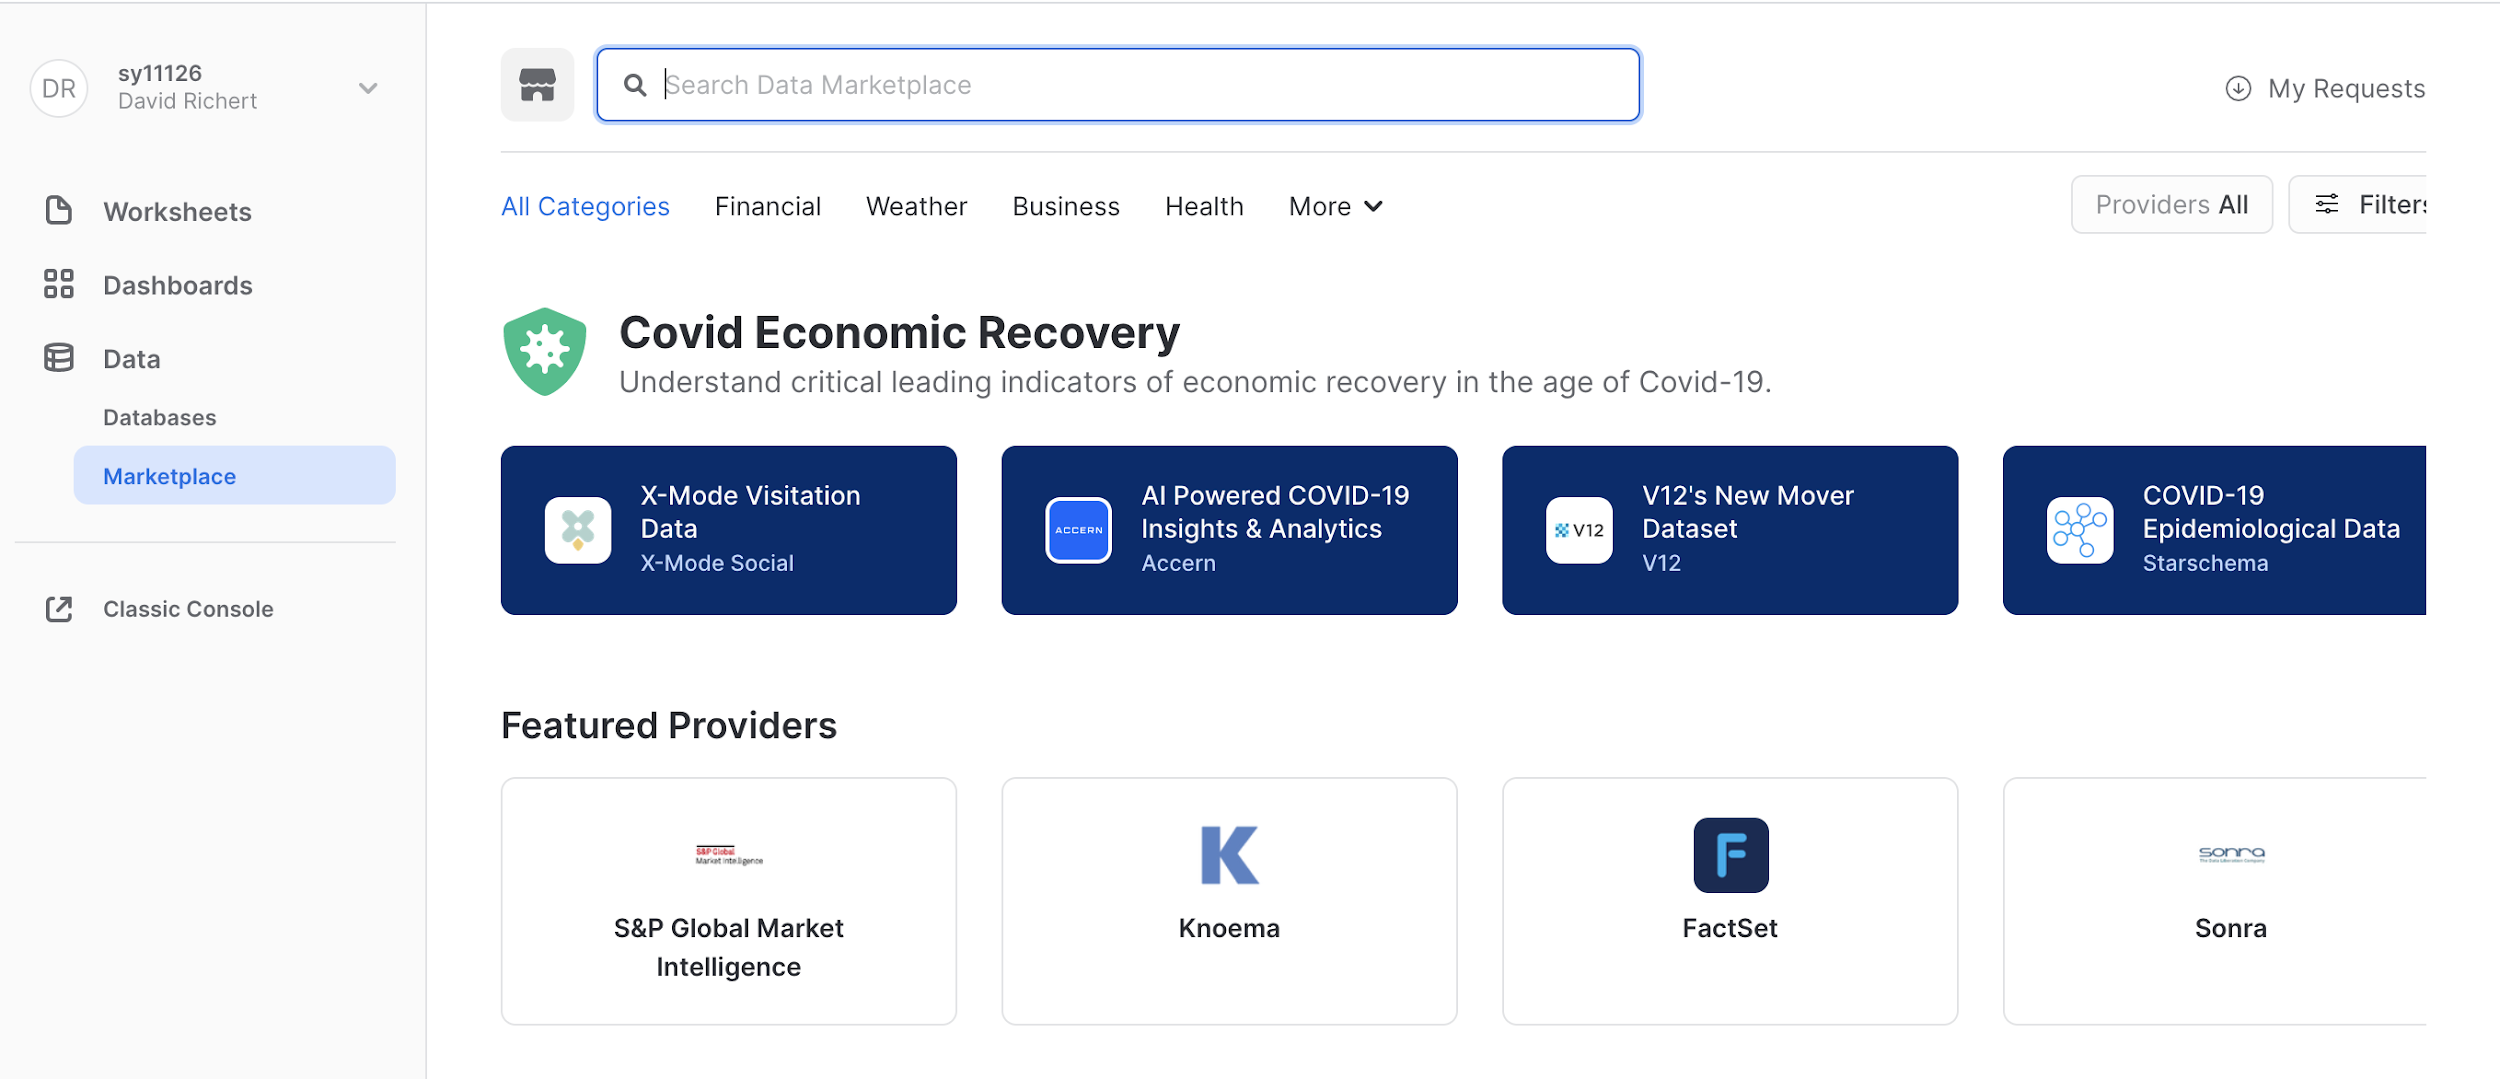 DR
sy11126
David Richert
Worksheets
Dashboards
Data
Databases
Marketplace
Classic Console
Search Data Marketplace
My Requests
All Categories
Financial
Weather
Business
Health
More
Providers All
Filters
Covid Economic Recovery
Understand critical leading indicators of economic recovery in the age of Covid-19.
X-Mode Visitation
Data
X-Mode Social
ACCERN
AI Powered COVID-19
Insights & Analytics
Accern
V12
V12's New Mover
Dataset
V12
COVID-19
Epidemiological Data
Starschema
Featured Providers
S&P Global
Market Intelligence
S&P Global Market
Intelligence
K
Knoema
F
FactSet
sonra
The Data Liberation Company
Sonra